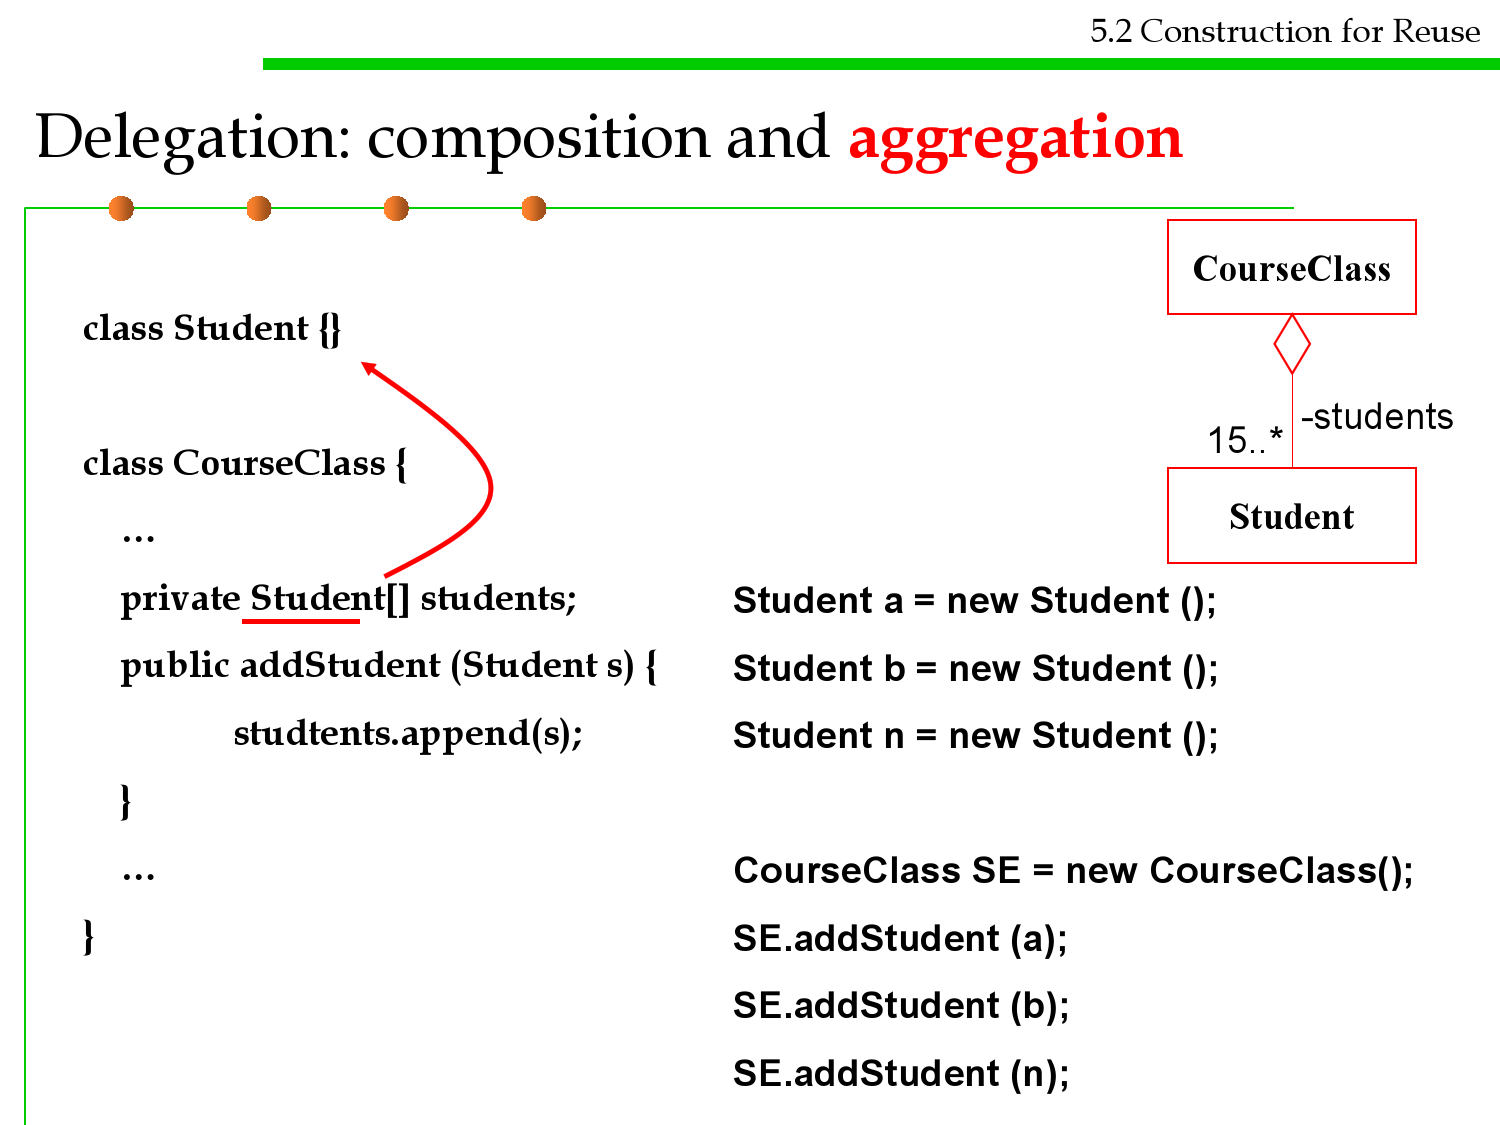 5.2 Construction for Reuse
Delegation: composition and aggregation
class Student {}
class CourseClass {
…
private Student[] students;
public addStudent (Student s) {
studtents.append(s);
}
…
}
CourseClass
-students
15..*
Student
Student a = new Student ();
Student b = new Student ();
Student n = new Student ();
CourseClass SE = new CourseClass();
SE.addStudent (a);
SE.addStudent (b);
SE.addStudent (n);